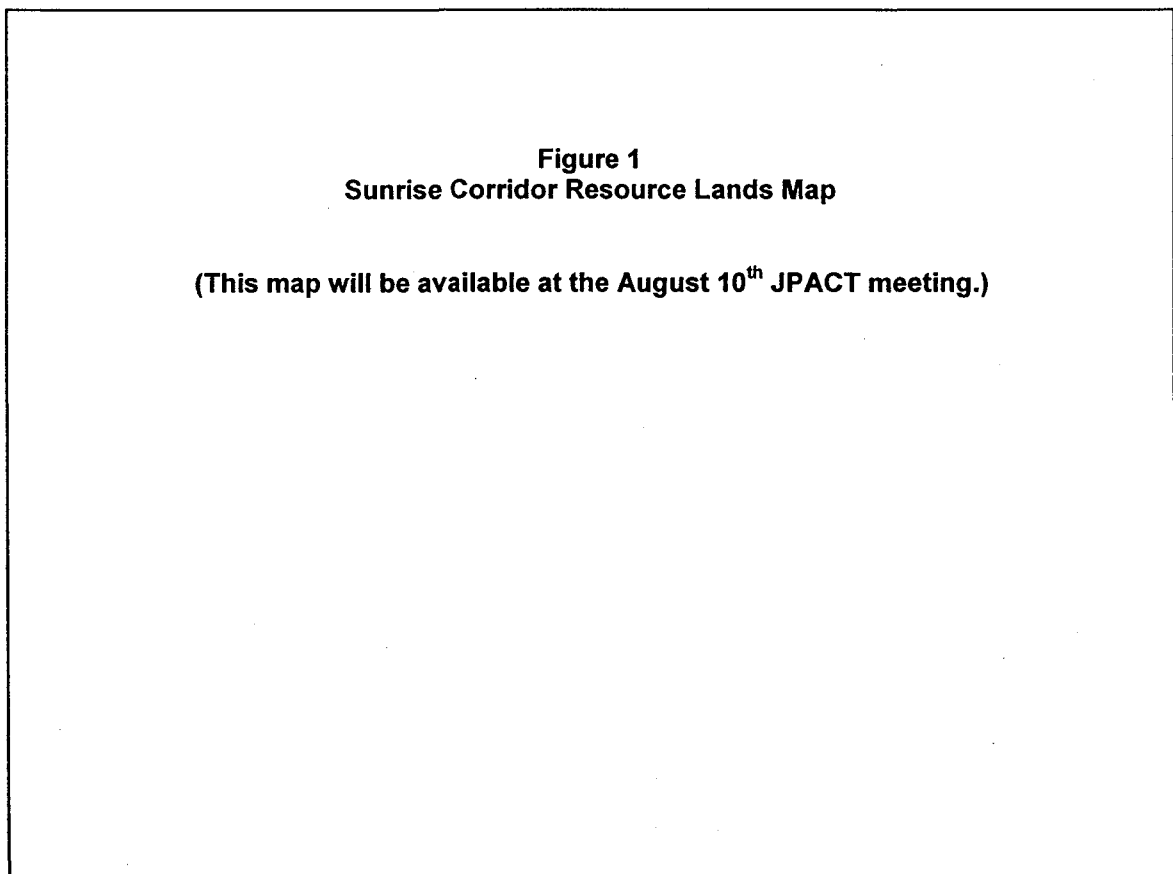 Figure 1
Sunrise Corridor Resource Lands Map
(This map will be available at the August 10th JPACT meeting.)